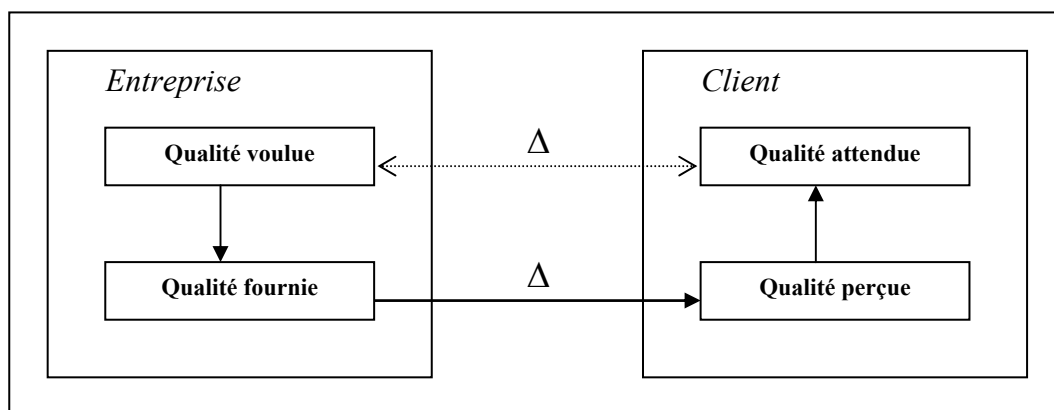 Entreprise
Client
Δ
Qualité voulue
Qualité attendue
Δ
Qualité fournie
Qualité perçue